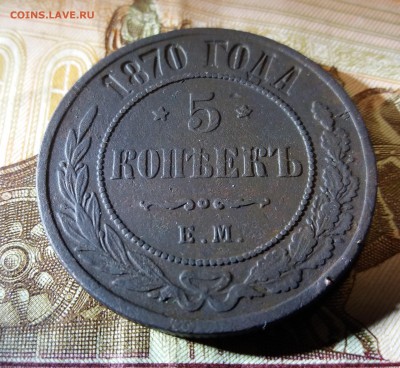 COINS.LAVE.RU
1870 ГОДА
5
КОПѢЕКЪ
Е.М.